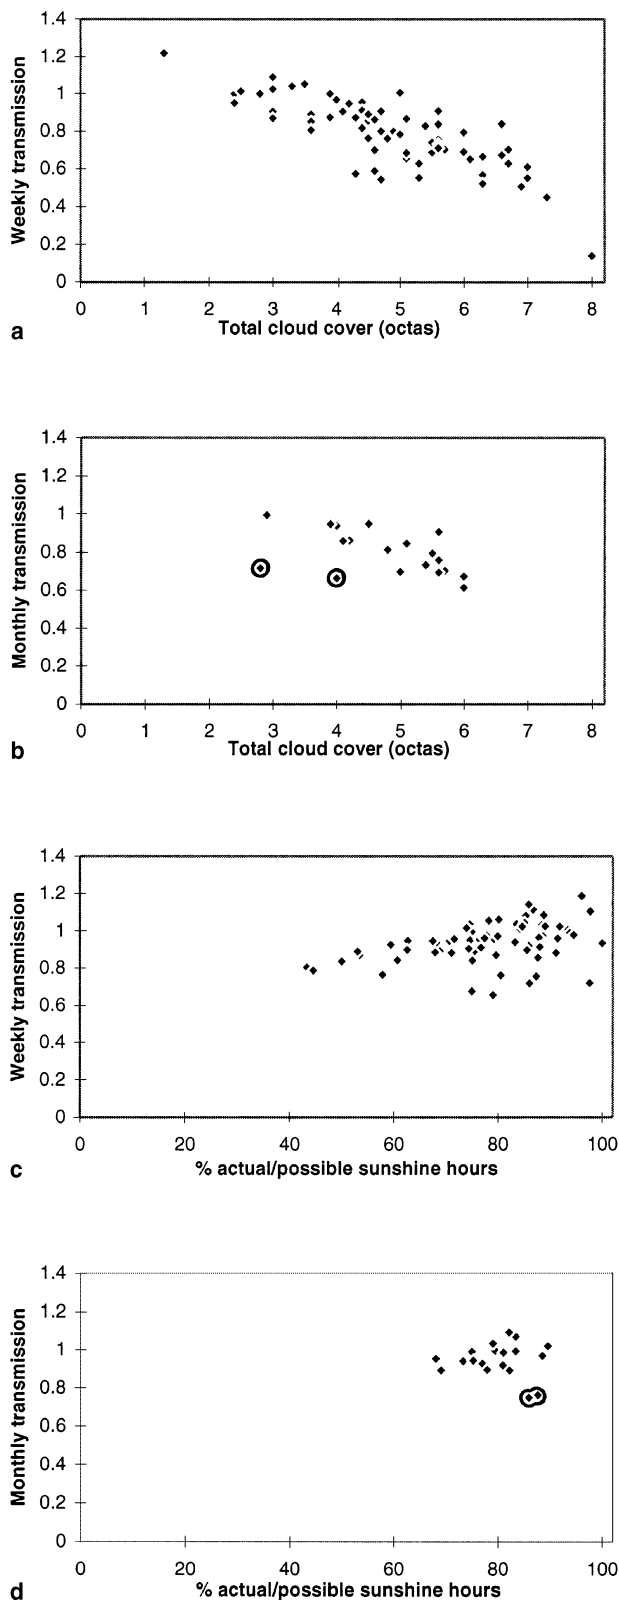 1.4
1.2
1
0.8
0.6
0.4
0.2
0
Weekly transmission
0 1 2 3 4 5 6 7 8
Total cloud cover (octas)
a
1.4
1.2
1
0.8
0.6
0.4
0.2
0
Monthly transmission
0 1 2 3 4 5 6 7 8
Total cloud cover (octas)
b
1.4
1.2
1
0.8
0.6
0.4
0.2
0
Weekly transmission
0 20 40 60 80 100
% actual/possible sunshine hours
c
1.4
1.2
1
0.8
0.6
0.4
0.2
0
Monthly transmission
0 20 40 60 80 100
% actual/possible sunshine hours
d